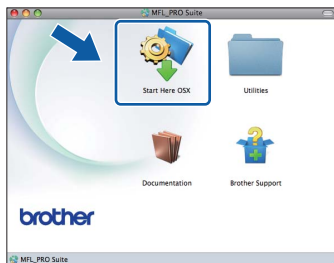 MFL_PRO Suite
Start Here OSX
Utilities
Documentation
Brother Support
brother
MFL_PRO Suite